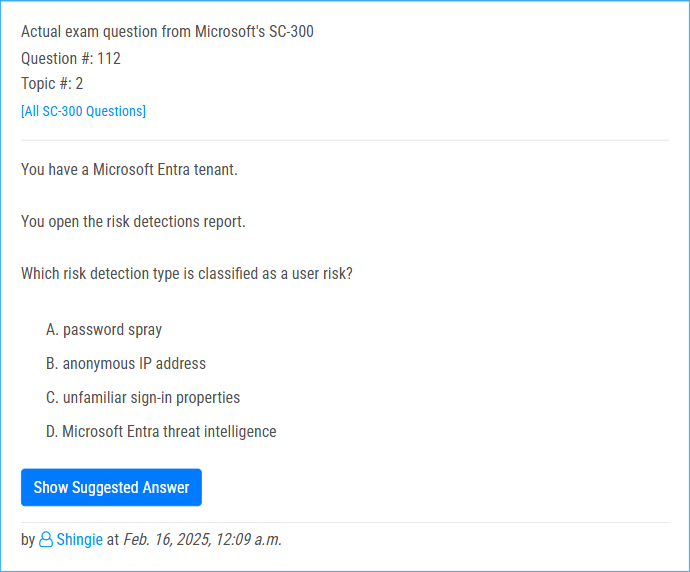 Actual exam question from Microsoft's SC-300
Question #: 112
Topic #: 2
[All SC-300 Questions]
You have a Microsoft Entra tenant.
You open the risk detections report.
Which risk detection type is classified as a user risk?
A. password spray
B. anonymous IP address
C. unfamiliar sign-in properties
D. Microsoft Entra threat intelligence
Show Suggested Answer
by Shingie at Feb. 16, 2025, 12:09 a.m.